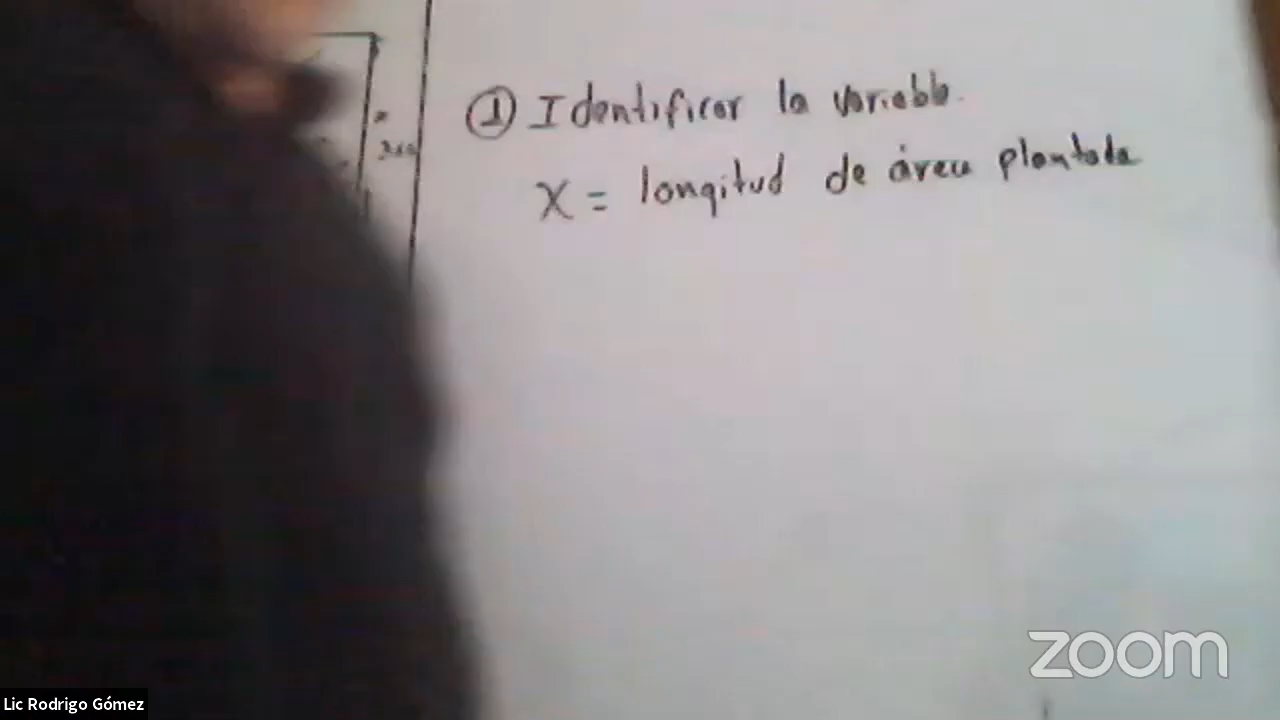 ① Identificar la variable.
X = longitud de área plantada
zoom
Lic Rodrigo Gómez